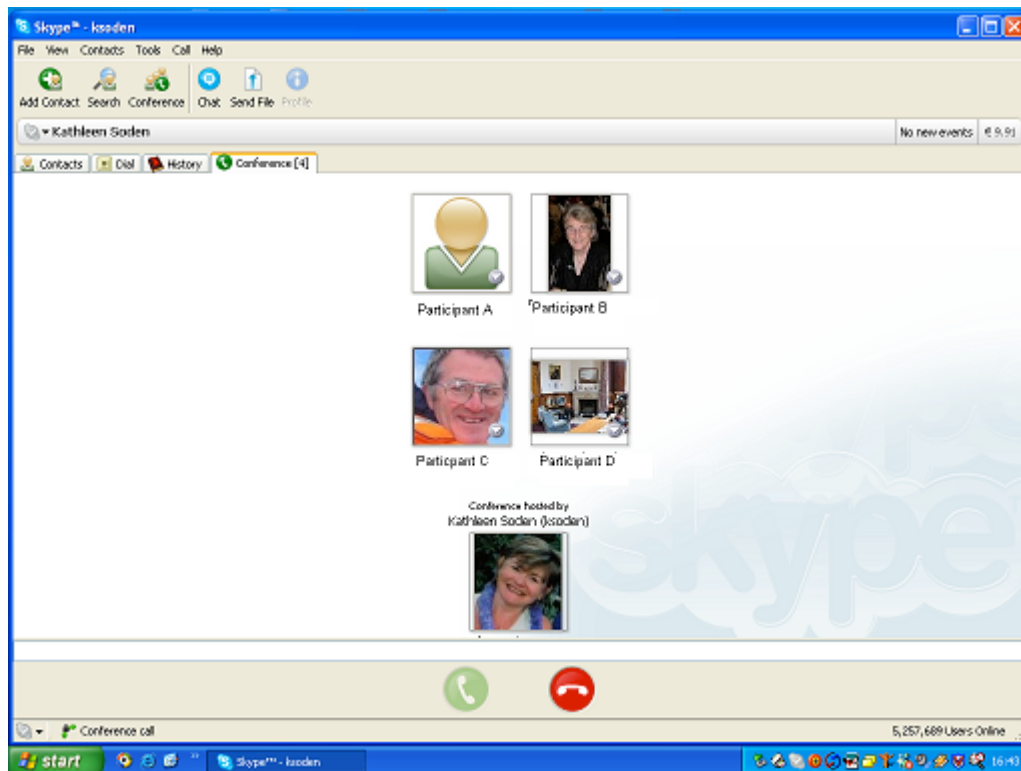 Skype™ - ksoden
File View Contacts Tools Call Help
Add Contact Search Conference Chat Send File Profile
Kathleen Soden No new events € 9.91
Contacts Dial History Conference [4]
Participant A Participant B
Particpant C Participant D
Conference hosted by
Kathleen Soden (ksoden)
skype
Conference call 5,257,689 Users Online
start Skype™ - ksoden 16:43